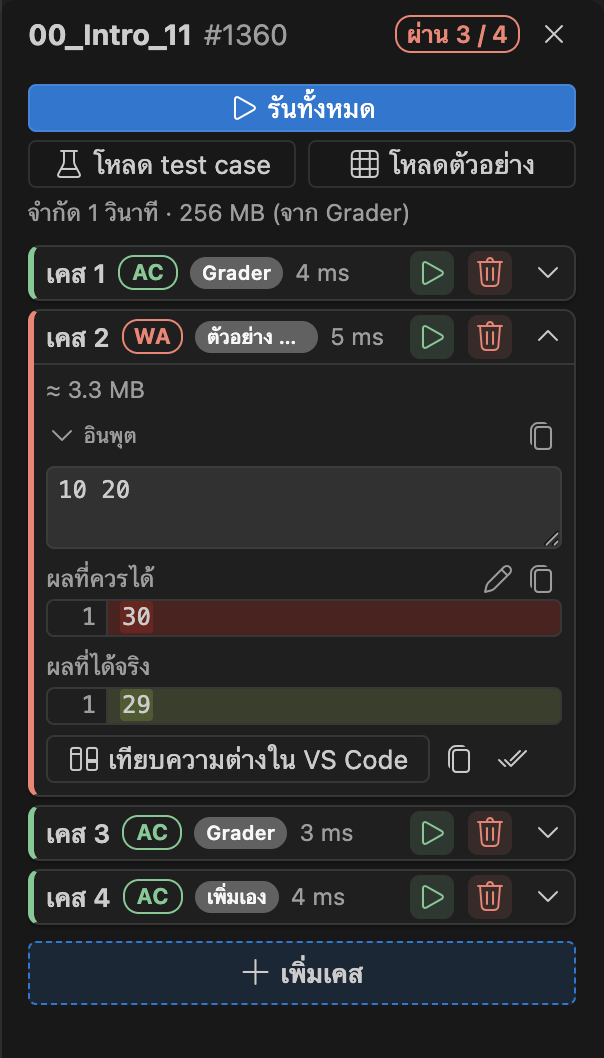 00_Intro_11 #1360 ผ่าน 3 / 4
รันทั้งหมด
โหลด test case โหลดตัวอย่าง
จำกัด 1 วินาที · 256 MB (จาก Grader)
เคส 1 AC Grader 4 ms
เคส 2 WA ตัวอย่าง ... 5 ms
≈ 3.3 MB
อินพุต
10 20
ผลที่ควรได้
1 30
ผลที่ได้จริง
1 29
เทียบความต่างใน VS Code
เคส 3 AC Grader 3 ms
เคส 4 AC เพิ่มเอง 4 ms
เพิ่มเคส